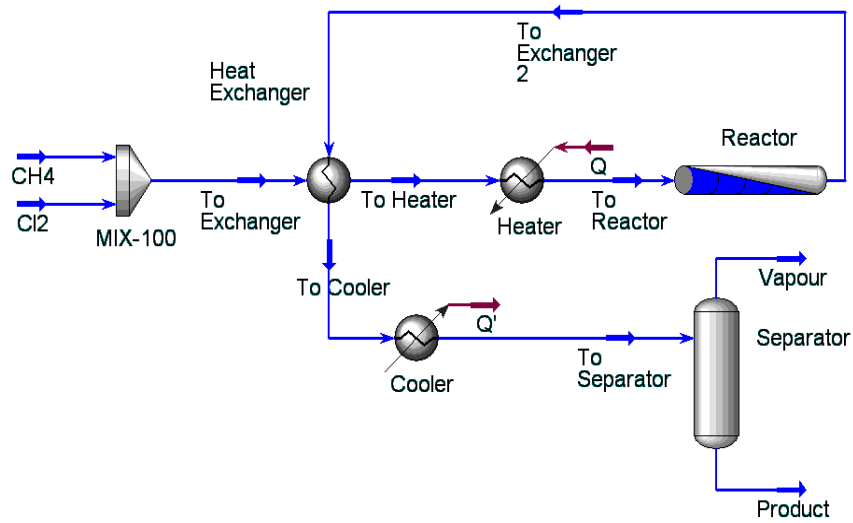 To
Exchanger
2
Heat
Exchanger
Reactor
CH4
Cl2
MIX-100
To
Exchanger
To Heater
Q
Heater
To
Reactor
To Cooler
Q'
Cooler
To
Separator
Vapour
Separator
Product